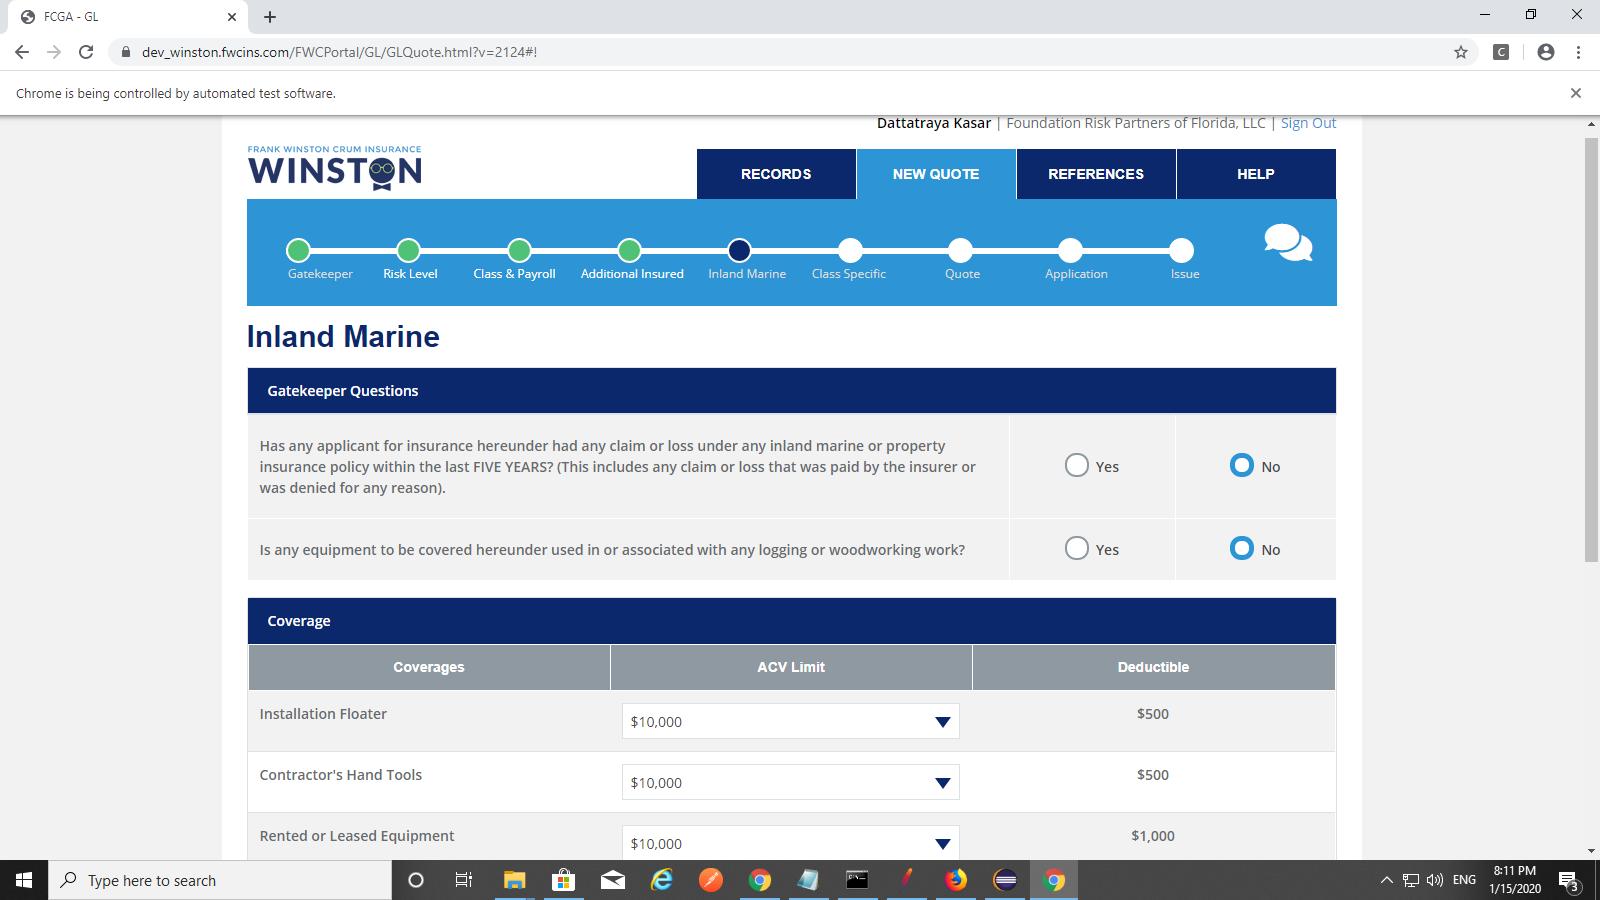 FCGA - GL
dev_winston.fwcins.com/FWCPortal/GL/GLQuote.html?v=2124#!
C
Chrome is being controlled by automated test software.
Dattatraya Kasar | Foundation Risk Partners of Florida, LLC | Sign Out
FRANK WINSTON CRUM INSURANCE
WINSTON
RECORDS NEW QUOTE REFERENCES HELP
Gatekeeper Risk Level Class & Payroll Additional Insured Inland Marine Class Specific Quote Application Issue
Inland Marine
Gatekeeper Questions
Has any applicant for insurance hereunder had any claim or loss under any inland marine or property
insurance policy within the last FIVE YEARS? (This includes any claim or loss that was paid by the insurer or
was denied for any reason).
Yes No
Is any equipment to be covered hereunder used in or associated with any logging or woodworking work? Yes No
Coverage
Coverages ACV Limit Deductible
Installation Floater $10,000 $500
Contractor's Hand Tools $10,000 $500
Rented or Leased Equipment $10,000 $1,000
Type here to search
ENG
8:11 PM
1/15/2020
3